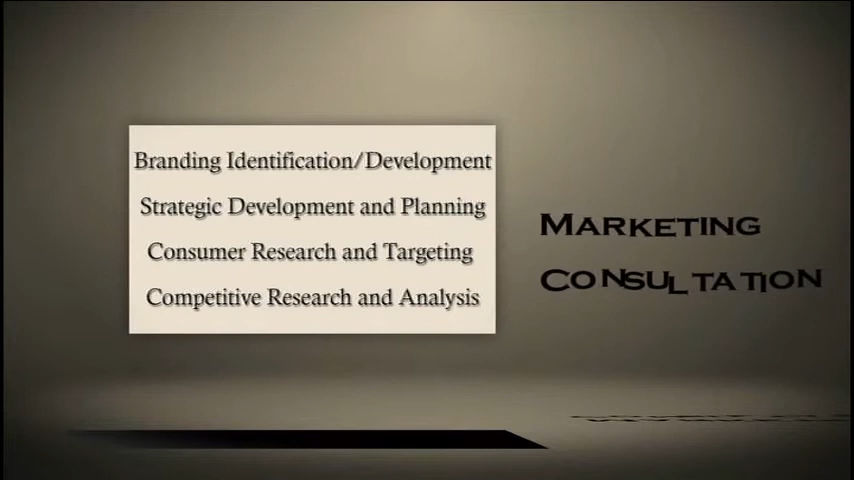 Branding Identification/Development
Strategic Development and Planning
Consumer Research and Targeting
Competitive Research and Analysis
MARKETING
CONSULTATION